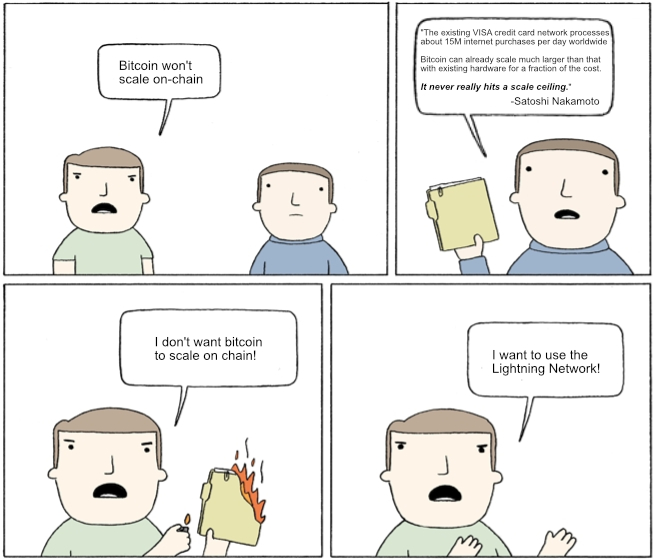 Bitcoin won't
scale on-chain
"The existing VISA credit card network processes
about 15M internet purchases per day worldwide
Bitcoin can already scale much larger than that
with existing hardware for a fraction of the cost.
It never really hits a scale ceiling."
-Satoshi Nakamoto
I don't want bitcoin
to scale on chain!
I want to use the
Lightning Network!